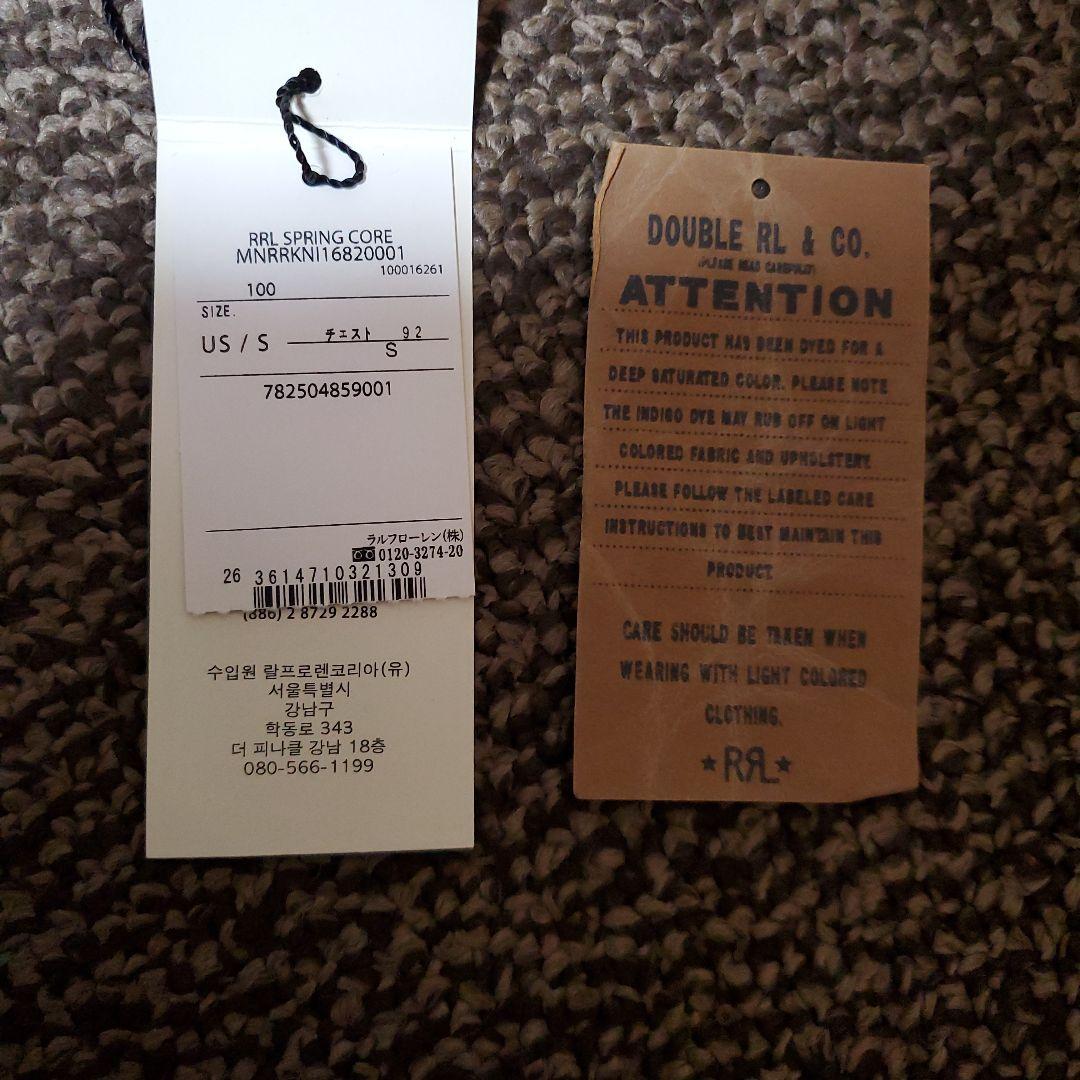 RRL SPRING CORE
MNRRKNI16820001
100016261
100
SIZE.
US / S
チェスト 92
S
782504859001
ラルフローレン(株)
0120-3274-20
26 3614710321309
(886) 2 8729 2288
수입원 랄프로렌코리아(유)
서울특별시
강남구
학동로 343
더 피나클 강남 18층
080-566-1199
DOUBLE RL & CO.
(PLEASE READ CAREFULLY)
ATTENTION
THIS PRODUCT HAS BEEN DYED FOR A
DEEP SATURATED COLOR. PLEASE NOTE
THE INDIGO DYE MAY RUB OFF ON LIGHT
COLORED FABRIC AND UPHOLSTERY.
PLEASE FOLLOW THE LABELED CARE
INSTRUCTIONS TO BEST MAINTAIN THIS
PRODUCT.
CARE SHOULD BE TAKEN WHEN
WEARING WITH LIGHT COLORED
CLOTHING.
★RRL★